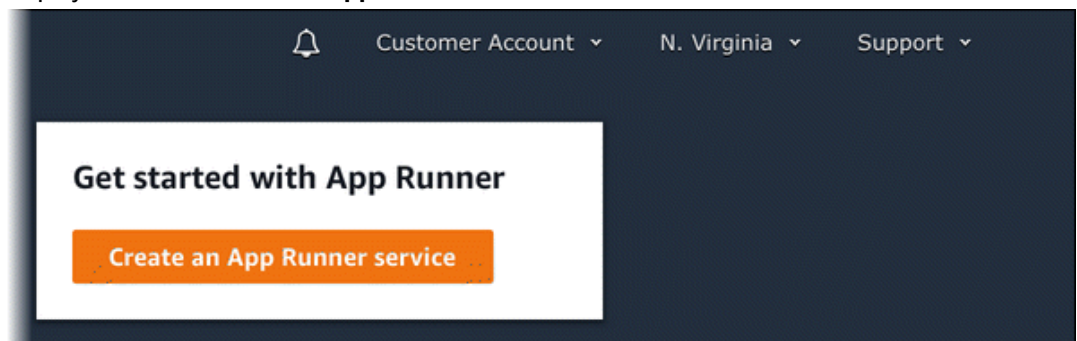 Customer Account N. Virginia Support
Get started with App Runner
Create an App Runner service